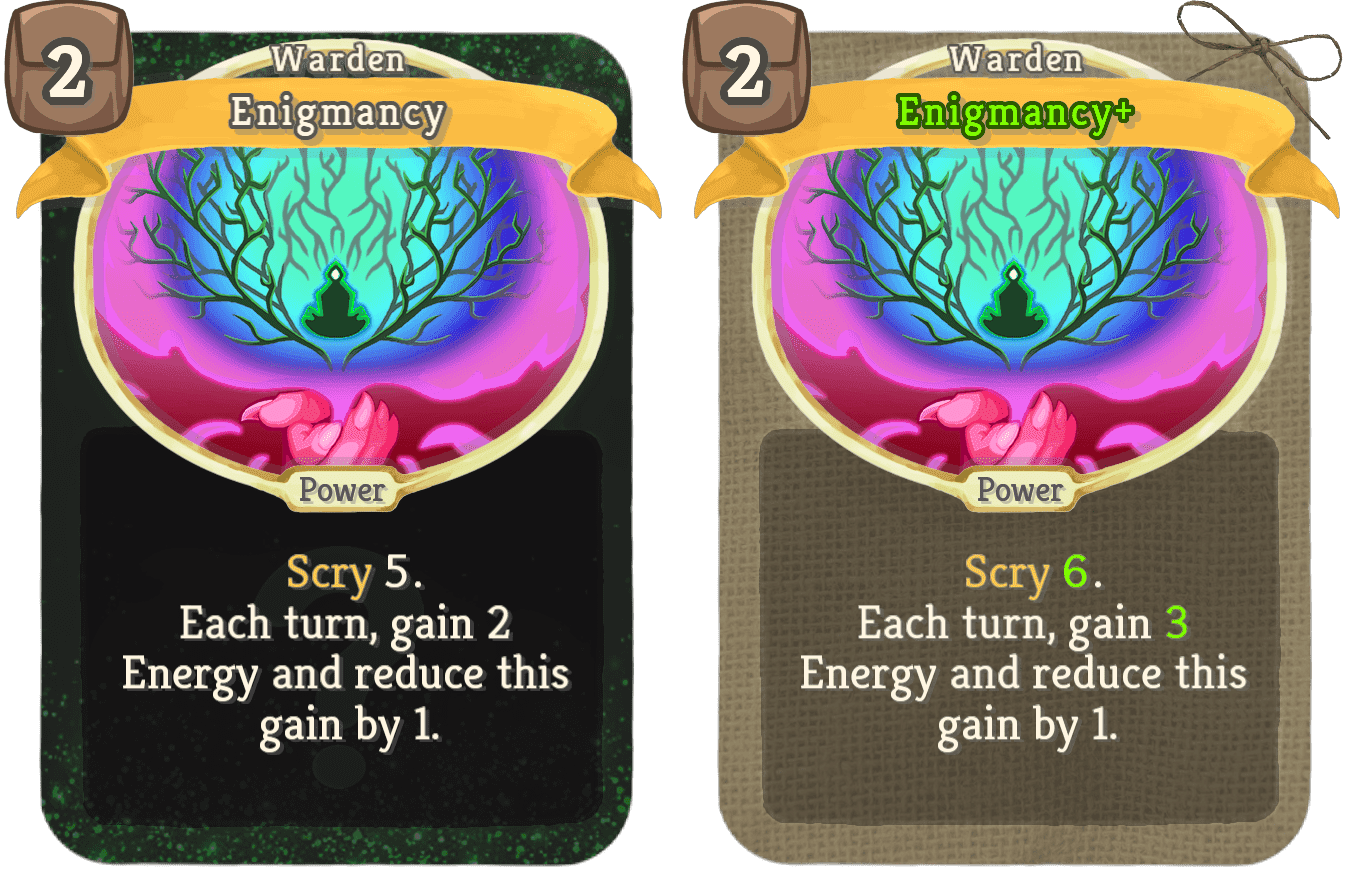 2
Warden
Enigmancy
Power
Scry 5.
Each turn, gain 2
Energy and reduce this
gain by 1.
2
Warden
Enigmancy+
Power
Scry 6.
Each turn, gain 3
Energy and reduce this
gain by 1.